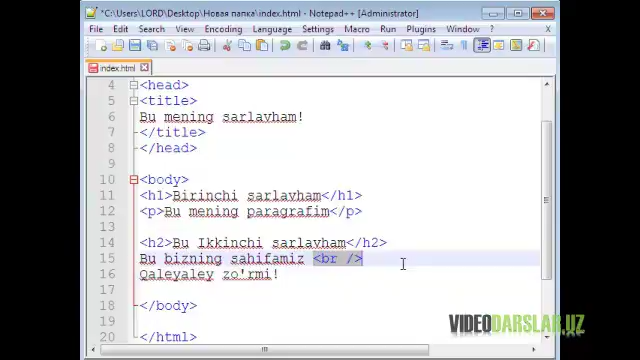 *C:\Users\LORD\Desktop\Новая папка\index.html - Notepad++ [Administrator]
File Edit Search View Encoding Language Settings Macro Run Plugins Window ? X
index.html
4 <head>
5 <title>
6 Bu mening sarlavham!
7 </title>
8 </head>
9
10 <body>
11 <h1>Birinchi sarlavham</h1>
12 <p>Bu mening paragrafim</p>
13
14 <h2>Bu Ikkinchi sarlavham</h2>
15 Bu bizning sahifamiz <br />
16 Qaleyaley zo'rmi!
17
18 </body>
19
20 </html>
VIDEODARSLAR.UZ